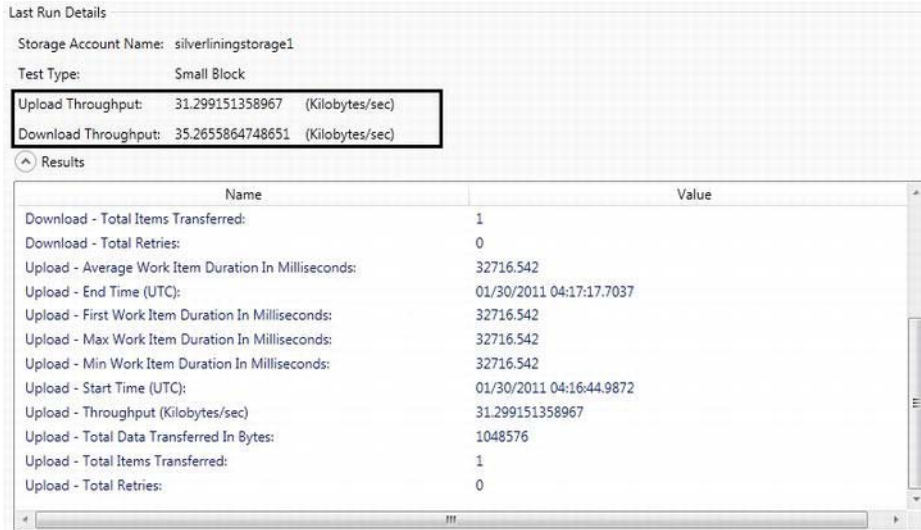 Last Run Details
Storage Account Name: silverliningstorage1
Test Type: Small Block
Upload Throughput: 31.299151358967 (Kilobytes/sec)
Download Throughput: 35.2655864748651 (Kilobytes/sec)
Results
Name Value
Download - Total Items Transferred: 1
Download - Total Retries: 0
Upload - Average Work Item Duration In Milliseconds: 32716.542
Upload - End Time (UTC): 01/30/2011 04:17:17.7037
Upload - First Work Item Duration In Milliseconds: 32716.542
Upload - Max Work Item Duration In Milliseconds: 32716.542
Upload - Min Work Item Duration In Milliseconds: 32716.542
Upload - Start Time (UTC): 01/30/2011 04:16:44.9872
Upload - Throughput (Kilobytes/sec) 31.299151358967
Upload - Total Data Transferred In Bytes: 1048576
Upload - Total Items Transferred: 1
Upload - Total Retries: 0